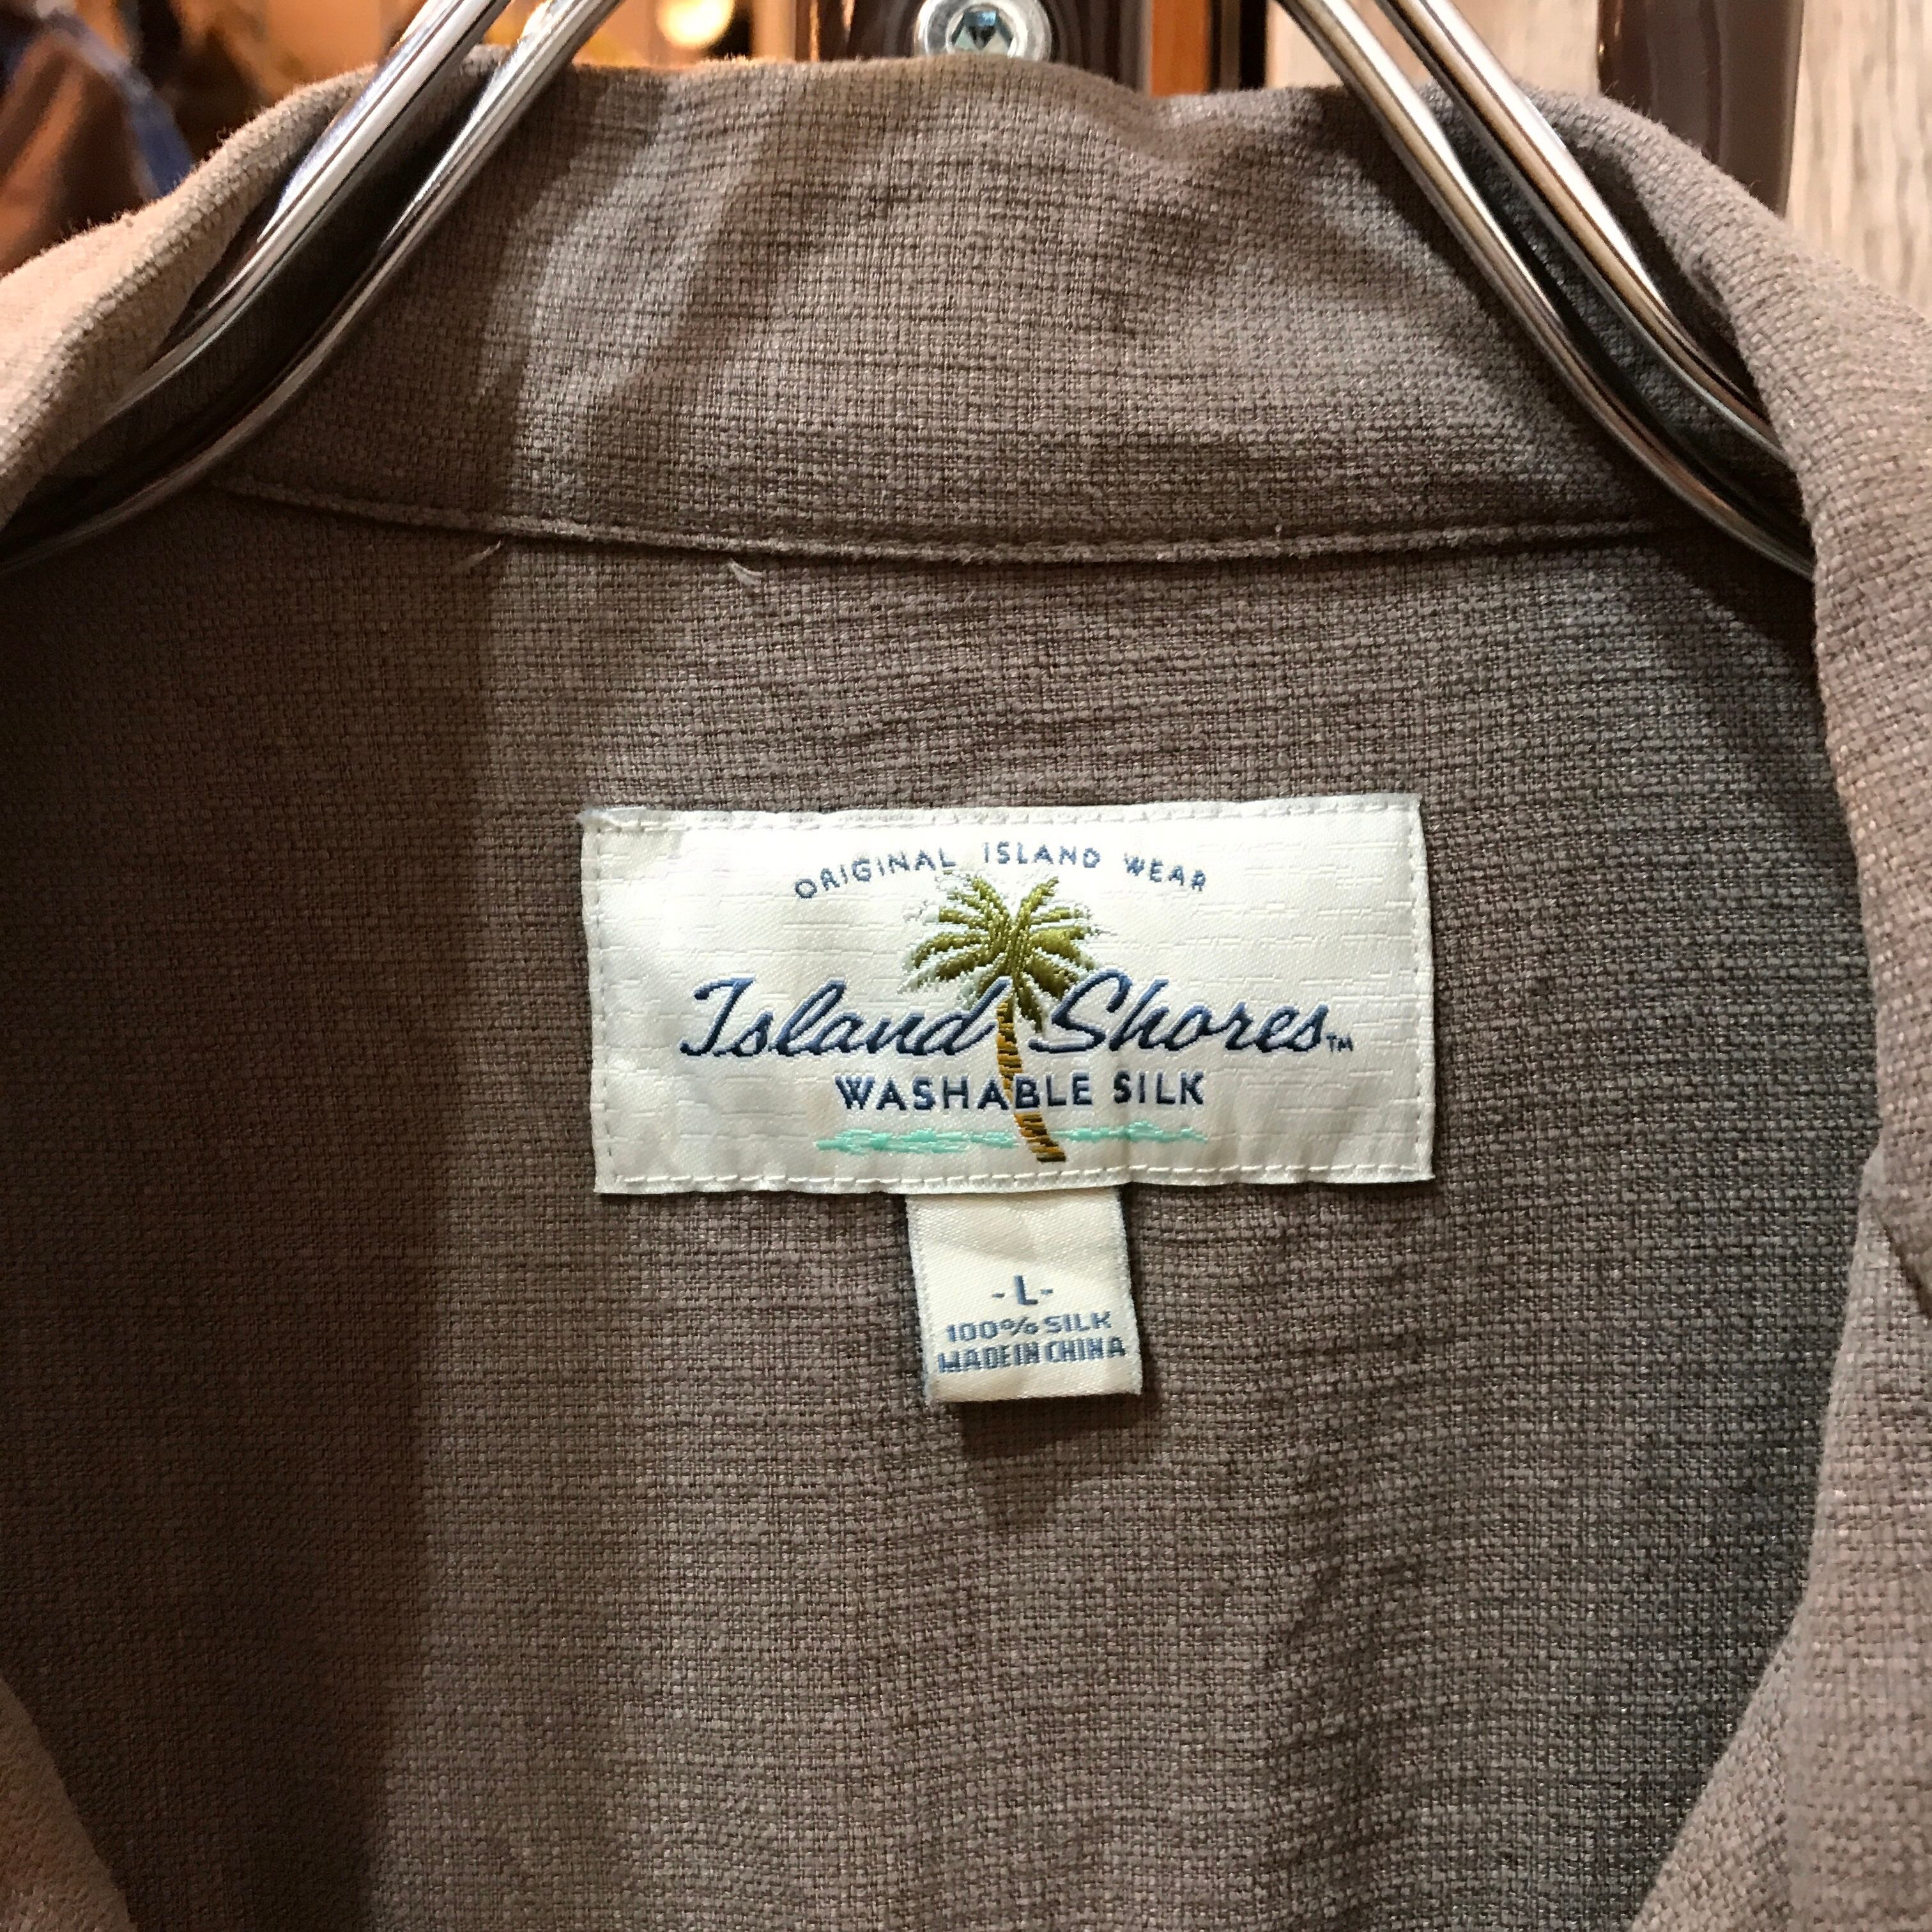 ORIGINAL ISLAND WEAR
Island Shores™
WASHABLE SILK
-L-
100% SILK
MADE IN CHINA